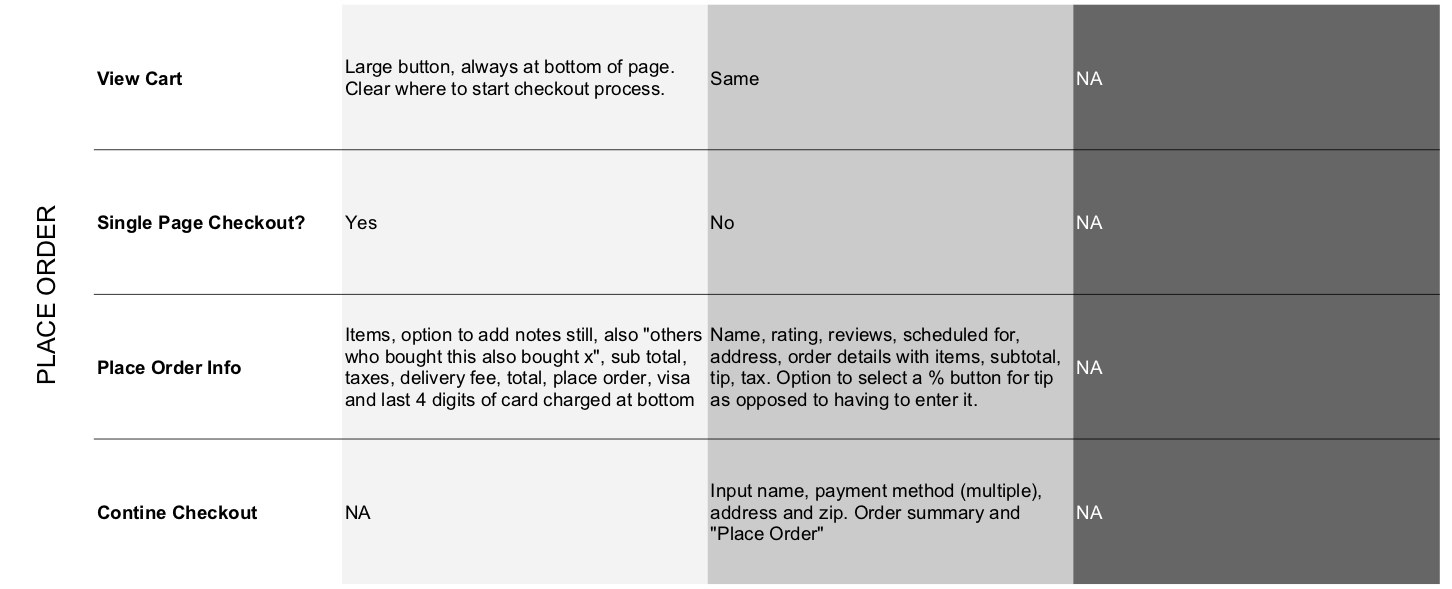 PLACE ORDER
View Cart
Large button, always at bottom of page.
Clear where to start checkout process.
Same
NA
Single Page Checkout?
Yes
No
NA
Place Order Info
Items, option to add notes still, also "others
who bought this also bought x", sub total,
taxes, delivery fee, total, place order, visa
and last 4 digits of card charged at bottom
Name, rating, reviews, scheduled for,
address, order details with items, subtotal,
tip, tax. Option to select a % button for tip
as opposed to having to enter it.
NA
Contine Checkout
NA
Input name, payment method (multiple),
address and zip. Order summary and
"Place Order"
NA